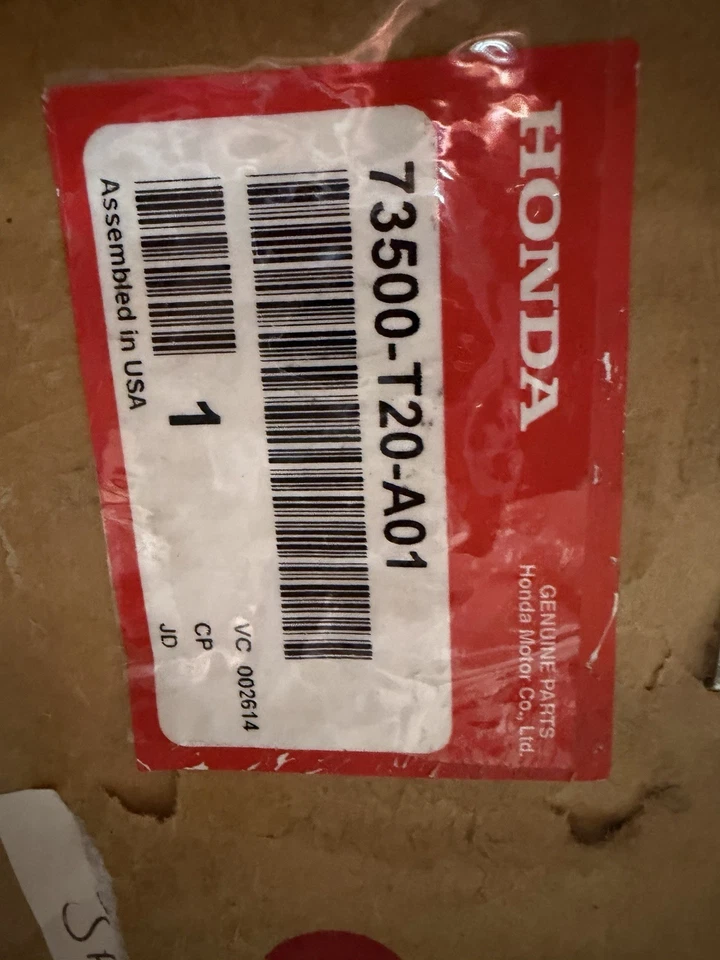 HONDA
GENUINE PARTS
Honda Motor Co., Ltd.
73500-T20-A01
VC 002614
1
CP
JD
Assembled in USA